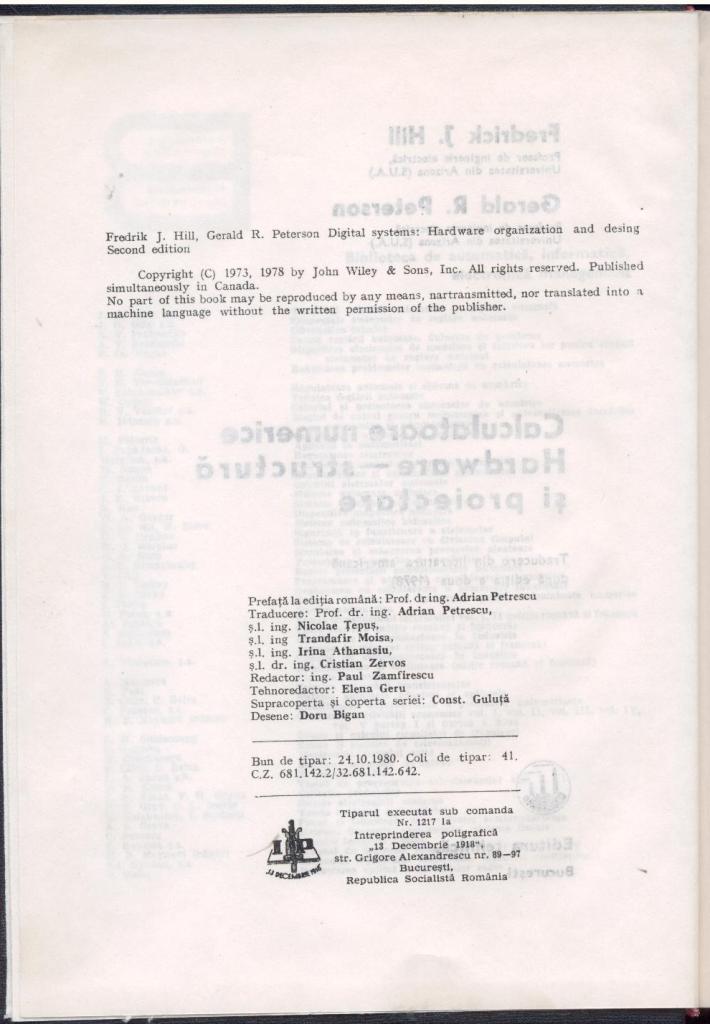 Fredrik J. Hill, Gerald R. Peterson Digital systems: Hardware organization and desing
Second edition
Copyright (C) 1973, 1978 by John Wiley & Sons, Inc. All rights reserved. Published
simultaneously in Canada.
No part of this book may be reproduced by any means, nartransmitted, nor translated into a
machine language without the written permission of the publisher.
Prefață la ediția română: Prof. dr ing. Adrian Petrescu
Traducere: Prof. dr. ing. Adrian Petrescu,
ș.l. ing. Nicolae Țepuș,
ș.l. ing Trandafir Moisa,
ș.l. ing. Irina Athanasiu,
ș.l. dr. ing. Cristian Zervos
Redactor: ing. Paul Zamfirescu
Tehnoredactor: Elena Geru
Supracoperta și coperta seriei: Const. Guluță
Desene: Doru Bigan
Bun de tipar: 24.10.1980. Coli de tipar: 41.
C.Z. 681.142.2/32.681.142.642.
Tiparul executat sub comanda
Nr. 1217 la
Intreprinderea poligrafică
„13 Decembrie 1918",
str. Grigore Alexandrescu nr. 89—97
București,
Republica Socialistă România